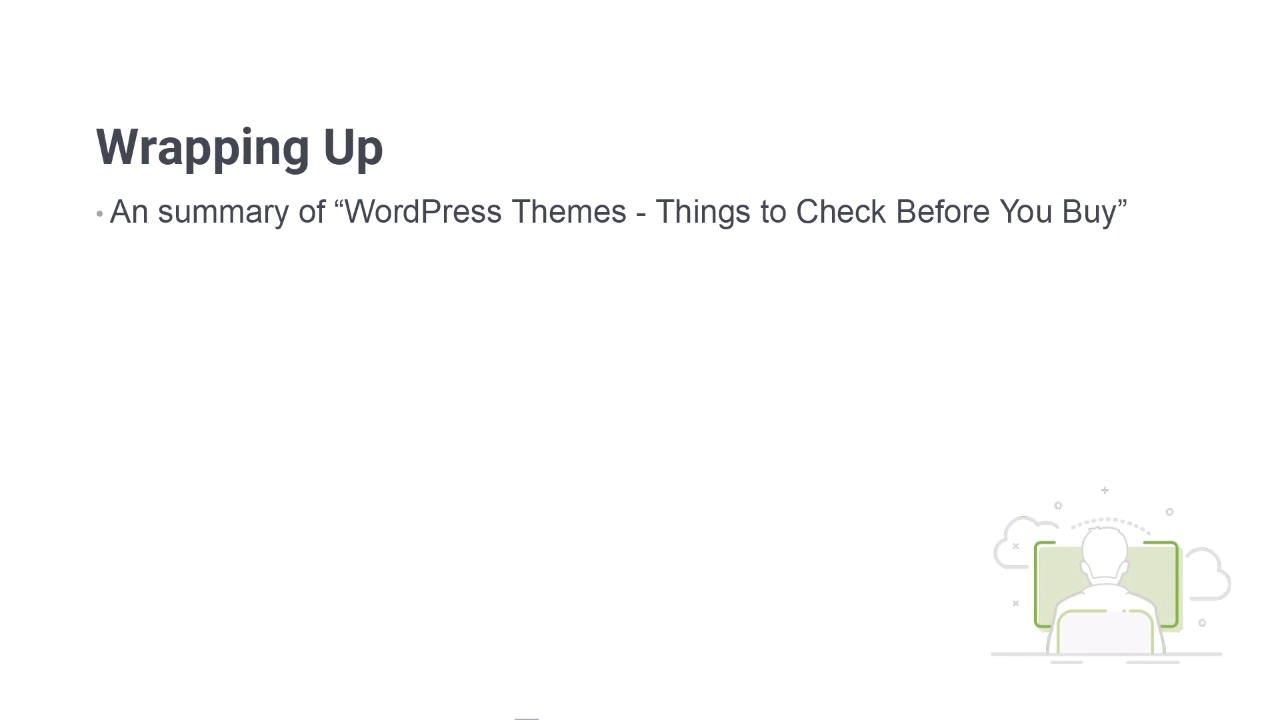 Wrapping Up
• An summary of “WordPress Themes - Things to Check Before You Buy”